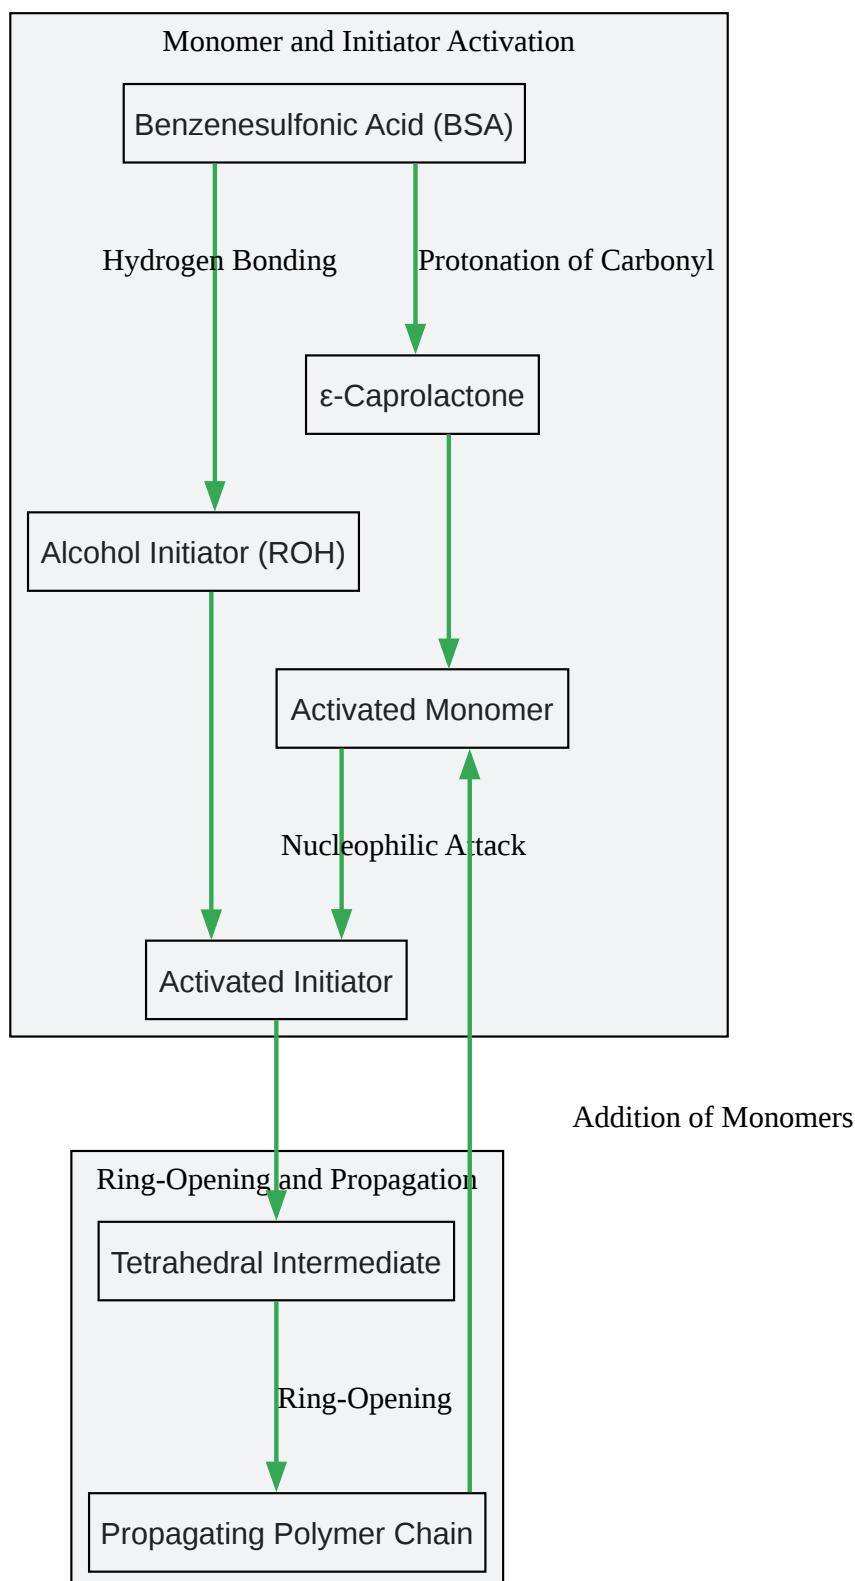 Monomer and Initiator Activation
Benzenesulfonic Acid (BSA)
Hydrogen Bonding
Protonation of Carbonyl
ε-Caprolactone
Alcohol Initiator (ROH)
Activated Monomer
Nucleophilic Attack
Activated Initiator
Addition of Monomers
Ring-Opening and Propagation
Tetrahedral Intermediate
Ring-Opening
Propagating Polymer Chain